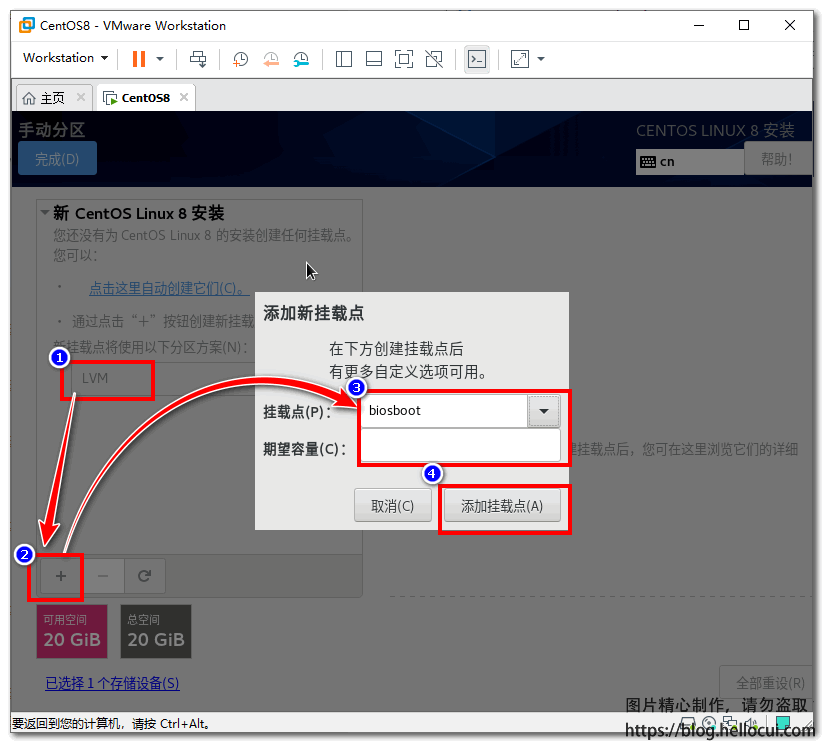 CentOS8 - VMware Workstation
Workstation
主页
CentOS8
手动分区
CENTOS LINUX 8 安装
完成(D)
cn
帮助！
新 CentOS Linux 8 安装
您还没有为 CentOS Linux 8 的安装创建任何挂载点。
您可以：
点击这里自动创建它们(C)。
通过点击“＋”按钮创建新挂载
新挂载点将使用以下分区方案(N)：
1
LVM
添加新挂载点
在下方创建挂载点后
有更多自定义选项可用。
3
挂载点(P)：
biosboot
期望容量(C)：
建挂载点后，您可在这里浏览它们的详细
4
取消(C)
添加挂载点(A)
2
+
可用空间
20 GiB
总空间
20 GiB
已选择 1 个存储设备(S)
全部重设(R)
图片精心制作，请勿盗取
要返回到您的计算机，请按 Ctrl+Alt。
https://blog.hellocui.com